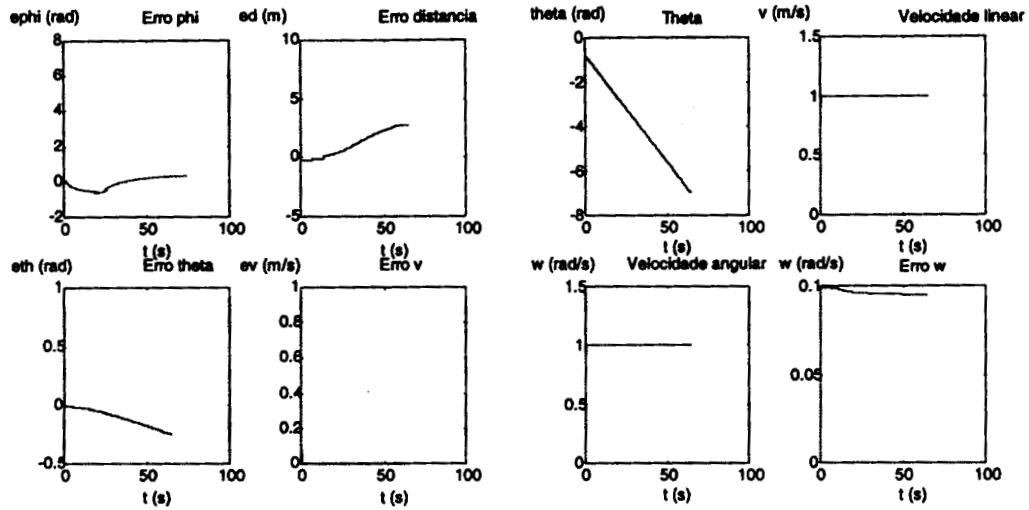 ephi (rad) Erro phi
8
6
4
2
0
-2
0 50 100
t (s)
ed (m) Erro distancia
10
5
0
-5
0 50 100
t (s)
theta (rad) Theta
0
-2
-4
-6
-8
0 50 100
t (s)
v (m/s) Velocidade linear
1.5
1
0.5
0
0 50 100
t (s)
eth (rad) Erro theta
1
0.5
0
-0.5
0 50 100
t (s)
ev (m/s) Erro v
1
0.8
0.6
0.4
0.2
0
0 50 100
t (s)
w (rad/s) Velocidade angular
1.5
1
0.5
0
0 50 100
t (s)
w (rad/s) Erro w
0.1
0.05
0
0 50 100
t (s)